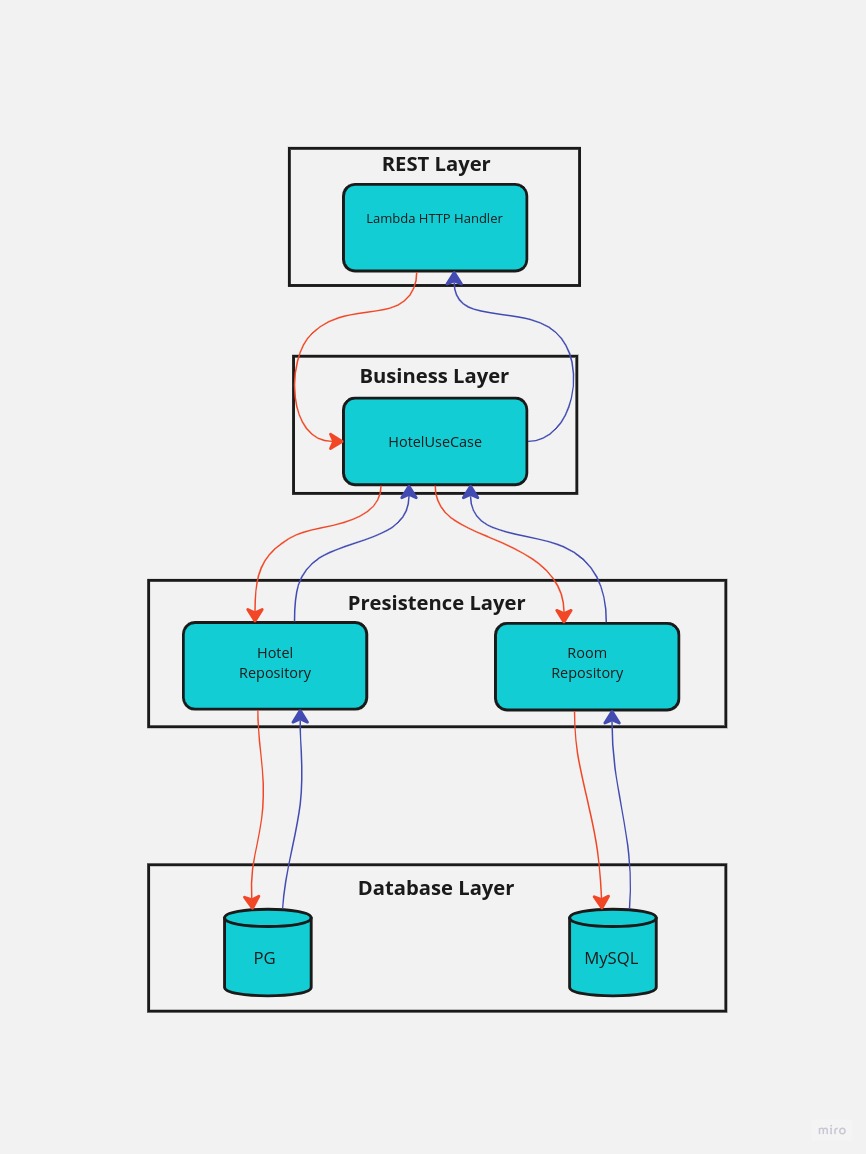 REST Layer
Lambda HTTP Handler
Business Layer
HotelUseCase
Presistence Layer
Hotel
Repository
Room
Repository
Database Layer
PG
MySQL
miro